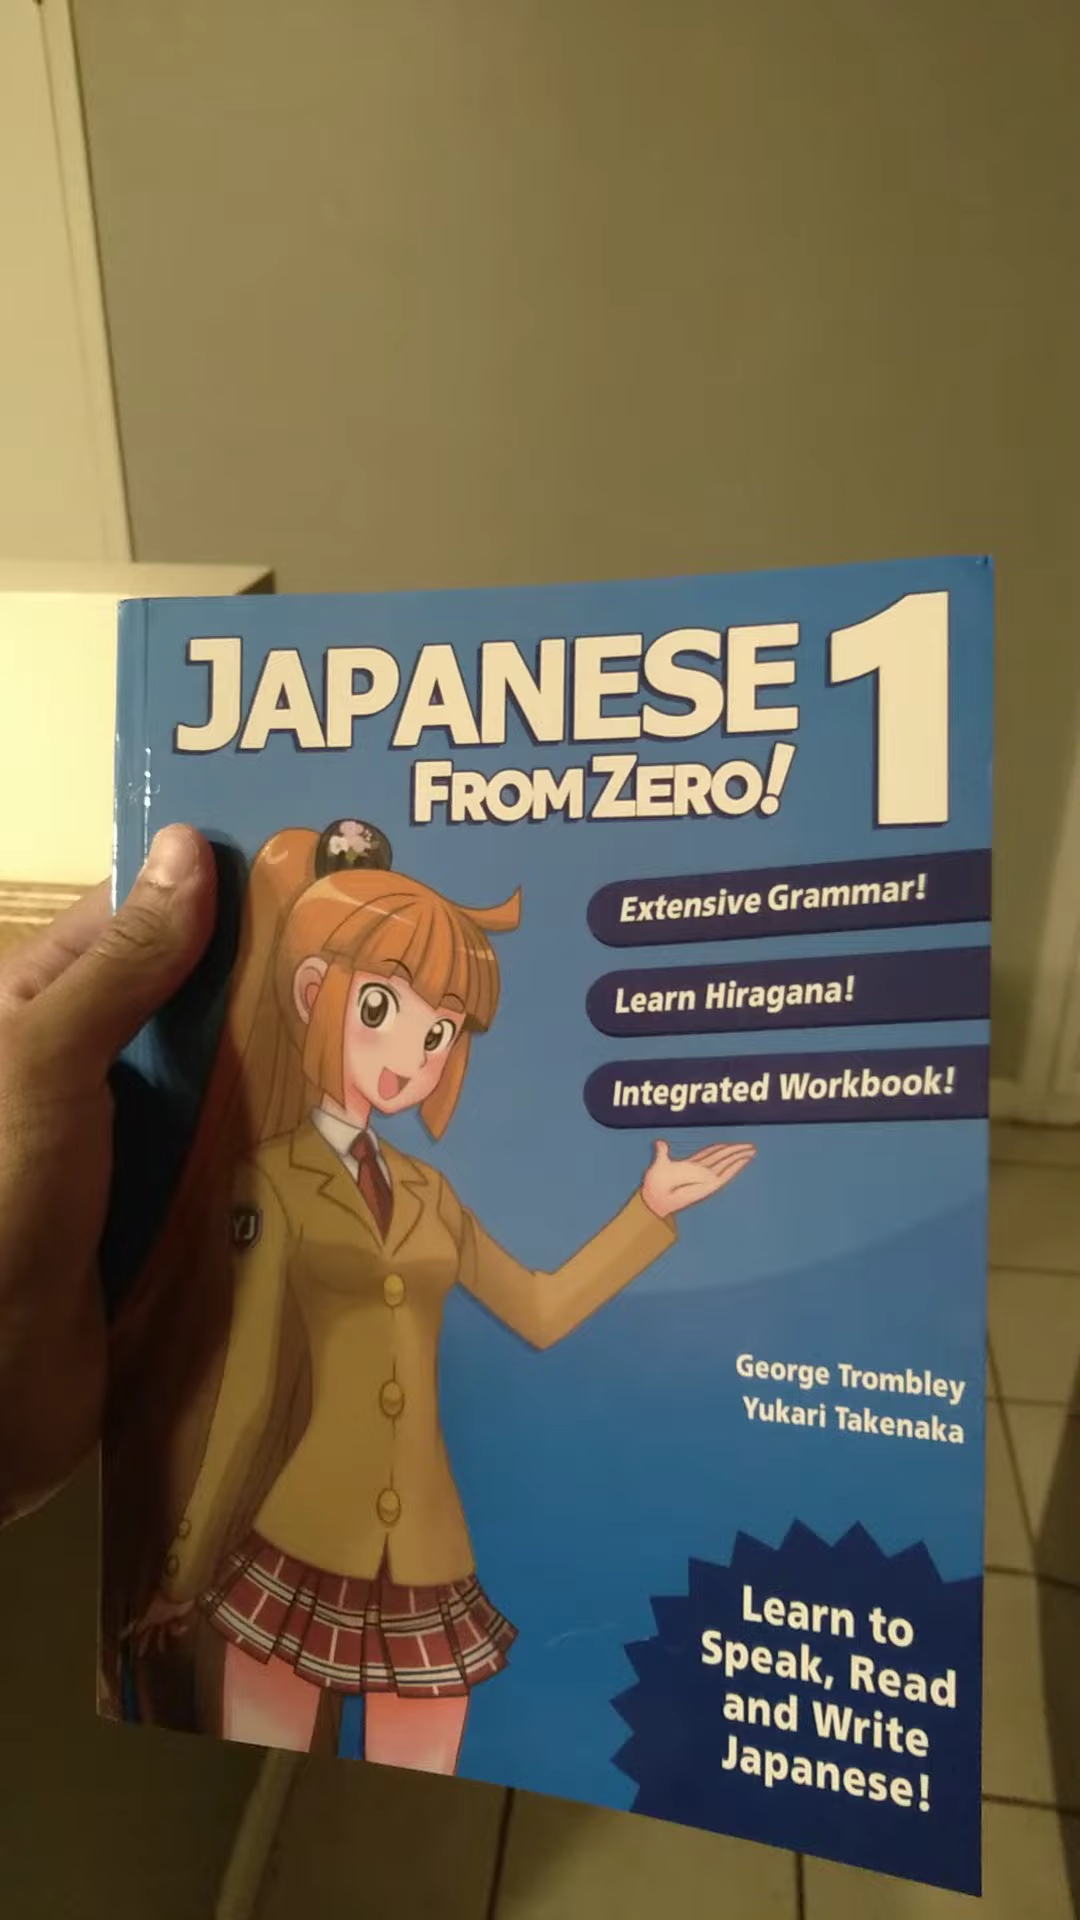 JAPANESE 1
FROM ZERO!
Extensive Grammar!
Learn Hiragana!
Integrated Workbook!
YJ
George Trombley
Yukari Takenaka
Learn to
Speak, Read
and Write
Japanese!